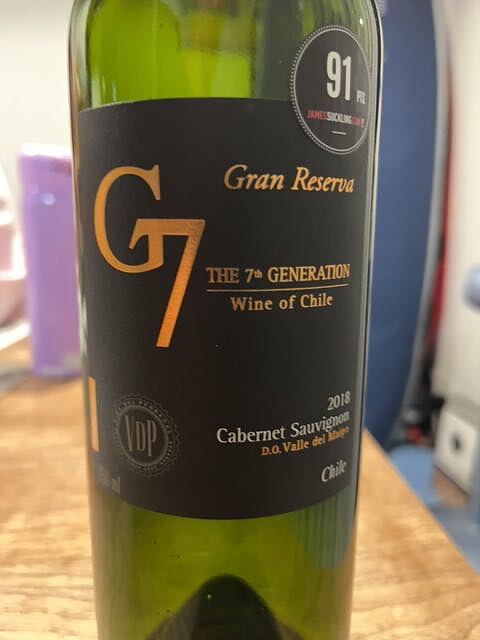 91 PTS
JAMESSUCKLING.COM
Gran Reserva
G7
THE 7th GENERATION
Wine of Chile
2018
Cabernet Sauvignon
D.O. Valle del Maipo
Chile
VDP